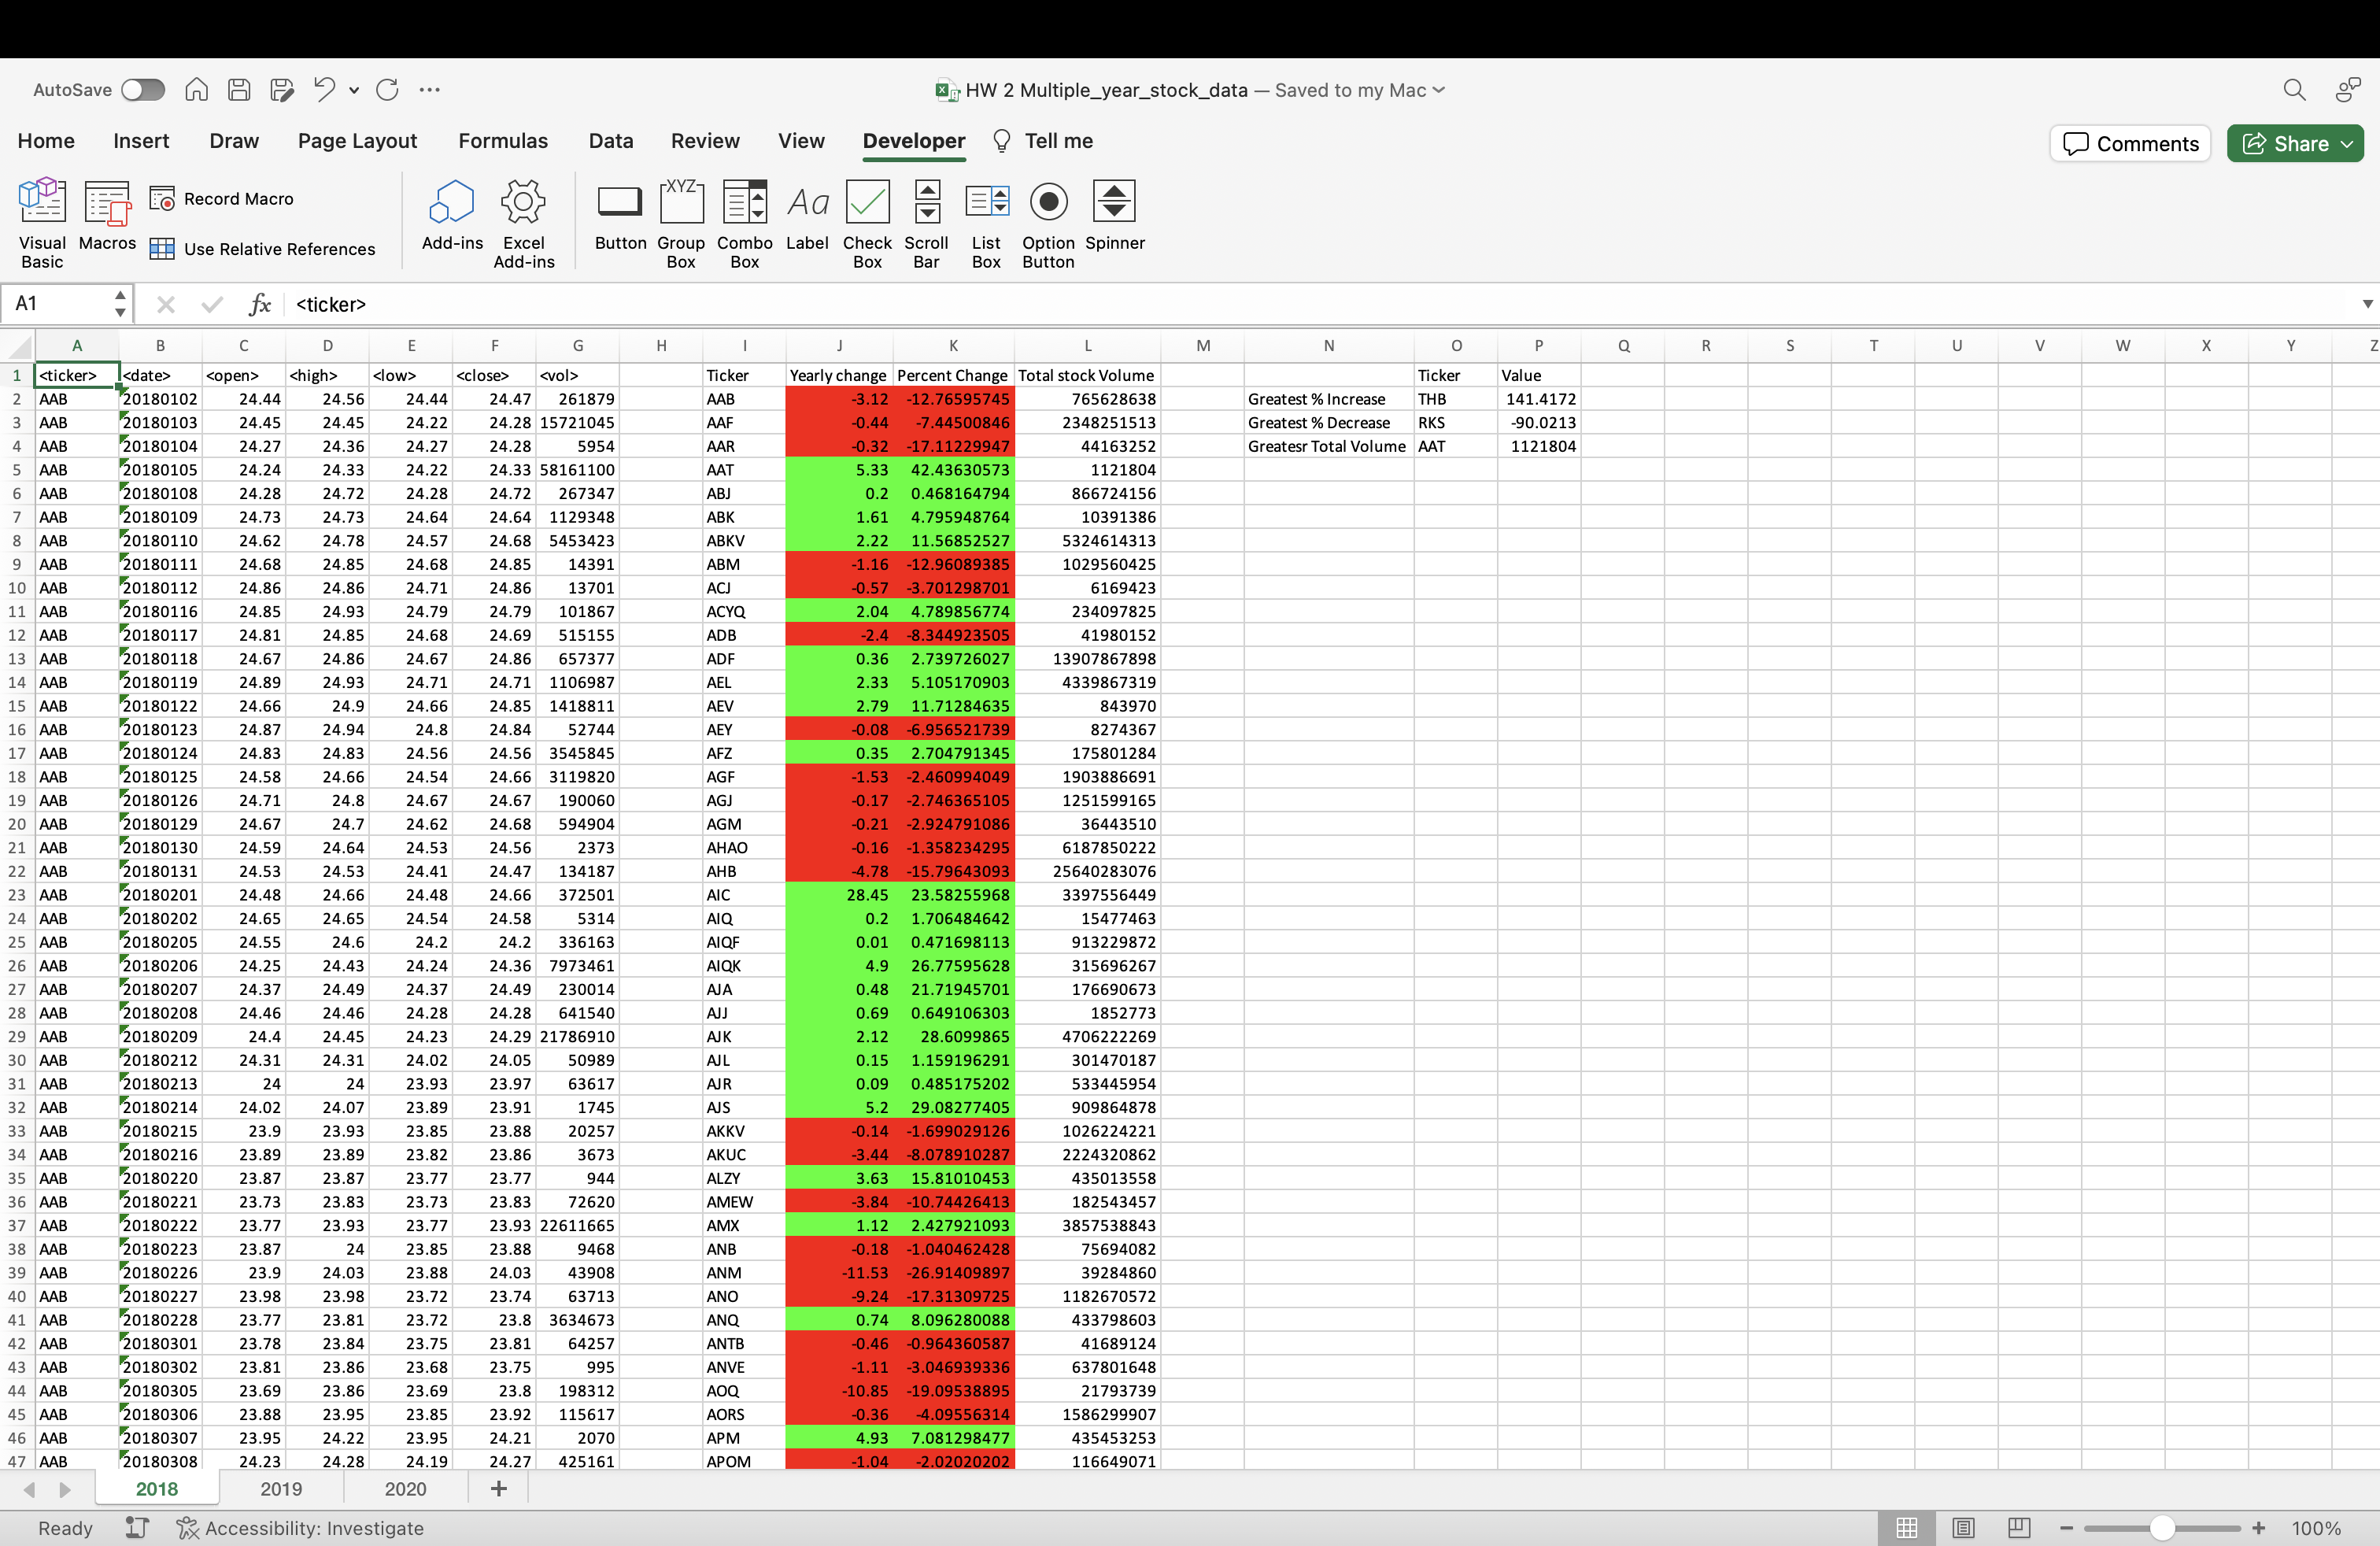 AutoSave HW 2 Multiple_year_stock_data — Saved to my Mac
Home Insert Draw Page Layout Formulas Data Review View Developer Tell me Comments Share
Visual Basic Macros Record Macro Use Relative References Add-ins Excel Add-ins Button Group Box Combo Box Label Check Box Scroll Bar List Box Option Button Spinner
A1 fx <ticker>
A B C D E F G H I J K L M N O P Q R S T U V W X Y Z
1 <ticker> <date> <open> <high> <low> <close> <vol> Ticker Yearly change Percent Change Total stock Volume Ticker Value
2 AAB 20180102 24.44 24.56 24.44 24.47 261879 AAB -3.12 -12.76595745 765628638 Greatest % Increase THB 141.4172
3 AAB 20180103 24.45 24.45 24.22 24.28 15721045 AAF -0.44 -7.44500846 2348251513 Greatest % Decrease RKS -90.0213
4 AAB 20180104 24.27 24.36 24.27 24.28 5954 AAR -0.32 -17.11229947 44163252 Greatesr Total Volume AAT 1121804
5 AAB 20180105 24.24 24.33 24.22 24.33 58161100 AAT 5.33 42.43630573 1121804
6 AAB 20180108 24.28 24.72 24.28 24.72 267347 ABJ 0.2 0.468164794 866724156
7 AAB 20180109 24.73 24.73 24.64 24.64 1129348 ABK 1.61 4.795948764 10391386
8 AAB 20180110 24.62 24.78 24.57 24.68 5453423 ABKV 2.22 11.56852527 5324614313
9 AAB 20180111 24.68 24.85 24.68 24.85 14391 ABM -1.16 -12.96089385 1029560425
10 AAB 20180112 24.86 24.86 24.71 24.86 13701 ACJ -0.57 -3.701298701 6169423
11 AAB 20180116 24.85 24.93 24.79 24.79 101867 ACYQ 2.04 4.789856774 234097825
12 AAB 20180117 24.81 24.85 24.68 24.69 515155 ADB -2.4 -8.344923505 41980152
13 AAB 20180118 24.67 24.86 24.67 24.86 657377 ADF 0.36 2.739726027 13907867898
14 AAB 20180119 24.89 24.93 24.71 24.71 1106987 AEL 2.33 5.105170903 4339867319
15 AAB 20180122 24.66 24.9 24.66 24.85 1418811 AEV 2.79 11.71284635 843970
16 AAB 20180123 24.87 24.94 24.8 24.84 52744 AEY -0.08 -6.956521739 8274367
17 AAB 20180124 24.83 24.83 24.56 24.56 3545845 AFZ 0.35 2.704791345 175801284
18 AAB 20180125 24.58 24.66 24.54 24.66 3119820 AGF -1.53 -2.460994049 1903886691
19 AAB 20180126 24.71 24.8 24.67 24.67 190060 AGJ -0.17 -2.746365105 1251599165
20 AAB 20180129 24.67 24.7 24.62 24.68 594904 AGM -0.21 -2.924791086 36443510
21 AAB 20180130 24.59 24.64 24.53 24.56 2373 AHAO -0.16 -1.358234295 6187850222
22 AAB 20180131 24.53 24.53 24.41 24.47 134187 AHB -4.78 -15.79643093 25640283076
23 AAB 20180201 24.48 24.66 24.48 24.66 372501 AIC 28.45 23.58255968 3397556449
24 AAB 20180202 24.65 24.65 24.54 24.58 5314 AIQ 0.2 1.706484642 15477463
25 AAB 20180205 24.55 24.6 24.2 24.2 336163 AIQF 0.01 0.471698113 913229872
26 AAB 20180206 24.25 24.43 24.24 24.36 7973461 AIQK 4.9 26.77595628 315696267
27 AAB 20180207 24.37 24.49 24.37 24.49 230014 AJA 0.48 21.71945701 176690673
28 AAB 20180208 24.46 24.46 24.28 24.28 641540 AJJ 0.69 0.649106303 1852773
29 AAB 20180209 24.4 24.45 24.23 24.29 21786910 AJK 2.12 28.6099865 4706222269
30 AAB 20180212 24.31 24.31 24.02 24.05 50989 AJL 0.15 1.159196291 301470187
31 AAB 20180213 24 24 23.93 23.97 63617 AJR 0.09 0.485175202 533445954
32 AAB 20180214 24.02 24.07 23.89 23.91 1745 AJS 5.2 29.08277405 909864878
33 AAB 20180215 23.9 23.93 23.85 23.88 20257 AKKV -0.14 -1.699029126 1026224221
34 AAB 20180216 23.89 23.89 23.82 23.86 3673 AKUC -3.44 -8.078910287 2224320862
35 AAB 20180220 23.87 23.87 23.77 23.77 944 ALZY 3.63 15.81010453 435013558
36 AAB 20180221 23.73 23.83 23.73 23.83 72620 AMEW -3.84 -10.74426413 182543457
37 AAB 20180222 23.77 23.93 23.77 23.93 22611665 AMX 1.12 2.427921093 3857538843
38 AAB 20180223 23.87 24 23.85 23.88 9468 ANB -0.18 -1.040462428 75694082
39 AAB 20180226 23.9 24.03 23.88 24.03 43908 ANM -11.53 -26.91409897 39284860
40 AAB 20180227 23.98 23.98 23.72 23.74 63713 ANO -9.24 -17.31309725 1182670572
41 AAB 20180228 23.77 23.81 23.72 23.8 3634673 ANQ 0.74 8.096280088 433798603
42 AAB 20180301 23.78 23.84 23.75 23.81 64257 ANTB -0.46 -0.964360587 41689124
43 AAB 20180302 23.81 23.86 23.68 23.75 995 ANVE -1.11 -3.046939336 637801648
44 AAB 20180305 23.69 23.86 23.69 23.8 198312 AOQ -10.85 -19.09538895 21793739
45 AAB 20180306 23.88 23.95 23.85 23.92 115617 AORS -0.36 -4.09556314 1586299907
46 AAB 20180307 23.95 24.22 23.95 24.21 2070 APM 4.93 7.081298477 435453253
47 AAB 20180308 24.23 24.28 24.19 24.27 425161 APOM -1.04 -2.02020202 116649071
2018 2019 2020
Ready Accessibility: Investigate 100%